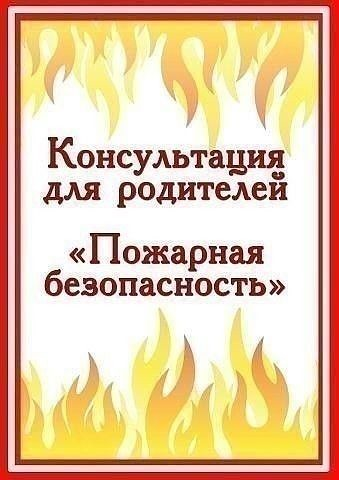 Консультация
для родителей
«Пожарная
безопасность»